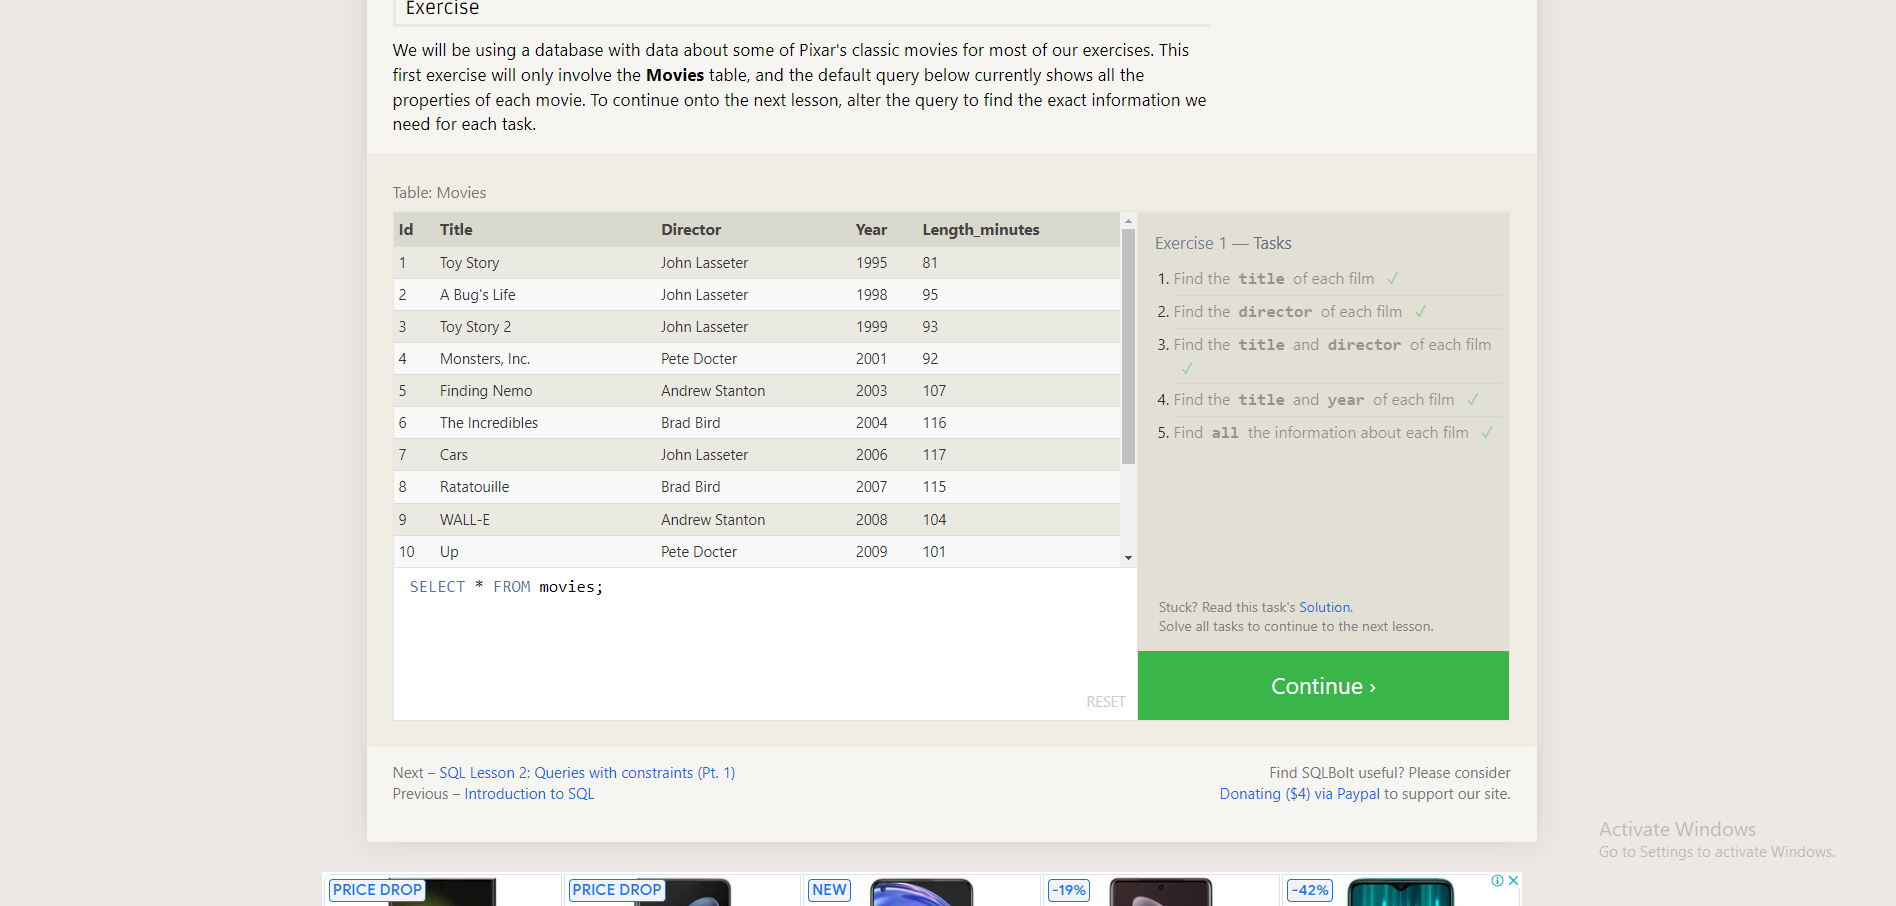 Exercise
We will be using a database with data about some of Pixar's classic movies for most of our exercises. This
first exercise will only involve the Movies table, and the default query below currently shows all the
properties of each movie. To continue onto the next lesson, alter the query to find the exact information we
need for each task.
Table: Movies
Id Title Director Year Length_minutes
1 Toy Story John Lasseter 1995 81
2 A Bug's Life John Lasseter 1998 95
3 Toy Story 2 John Lasseter 1999 93
4 Monsters, Inc. Pete Docter 2001 92
5 Finding Nemo Andrew Stanton 2003 107
6 The Incredibles Brad Bird 2004 116
7 Cars John Lasseter 2006 117
8 Ratatouille Brad Bird 2007 115
9 WALL-E Andrew Stanton 2008 104
10 Up Pete Docter 2009 101
SELECT * FROM movies;
RESET
Exercise 1 — Tasks
1. Find the title of each film ✓
2. Find the director of each film ✓
3. Find the title and director of each film
✓
4. Find the title and year of each film ✓
5. Find all the information about each film ✓
Stuck? Read this task's Solution.
Solve all tasks to continue to the next lesson.
Continue ›
Next – SQL Lesson 2: Queries with constraints (Pt. 1)
Previous – Introduction to SQL
Find SQLBolt useful? Please consider
Donating ($4) via Paypal to support our site.
Activate Windows
Go to Settings to activate Windows.
PRICE DROP PRICE DROP NEW -19% -42%